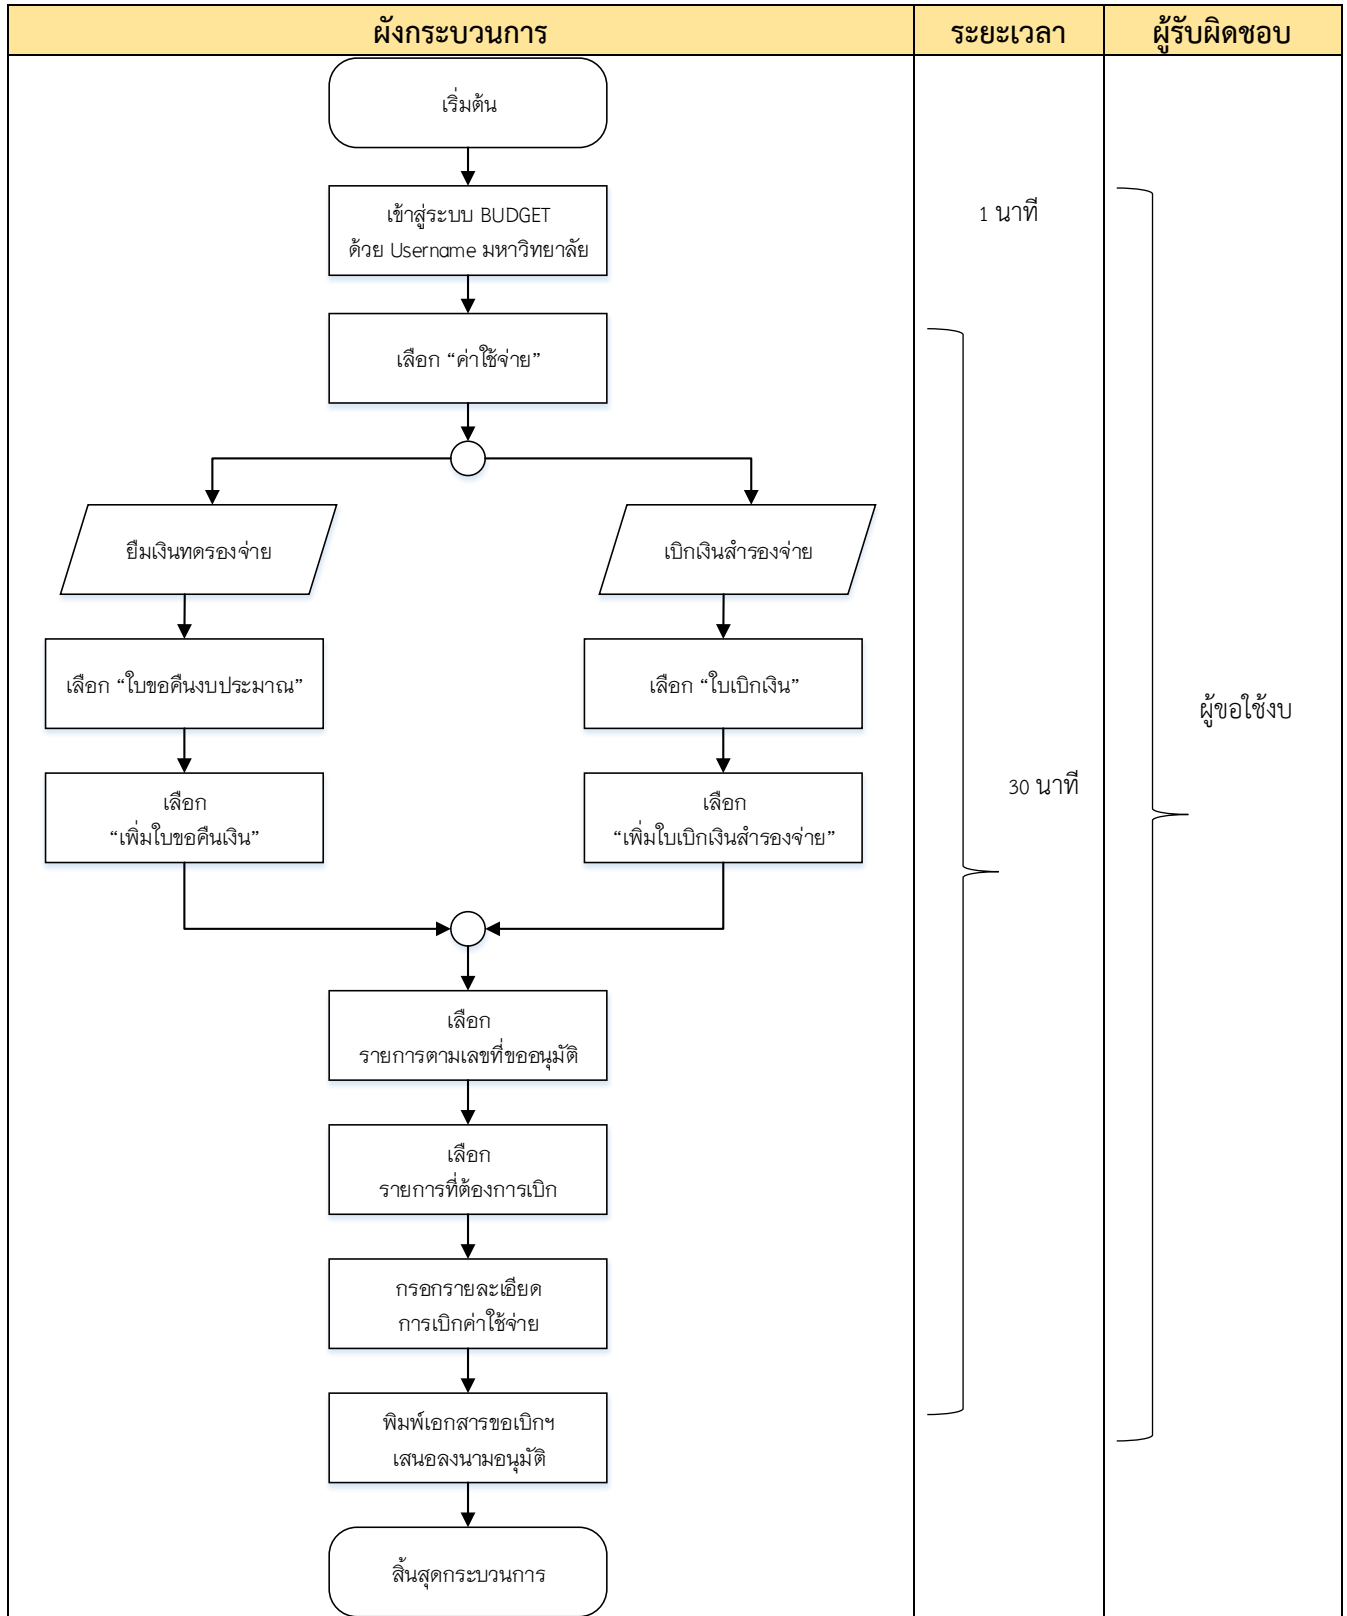 ผังกระบวนการ
ระยะเวลา
ผู้รับผิดชอบ
เริ่มต้น
เข้าสู่ระบบ BUDGET
ด้วย Username มหาวิทยาลัย
1 นาที
เลือก “ค่าใช้จ่าย”
ยืมเงินทดรองจ่าย
เบิกเงินสำรองจ่าย
เลือก “ใบขอคืนงบประมาณ”
เลือก “ใบเบิกเงิน”
ผู้ขอใช้งบ
30 นาที
เลือก
“เพิ่มใบขอคืนเงิน”
เลือก
“เพิ่มใบเบิกเงินสำรองจ่าย”
เลือก
รายการตามเลขที่ขออนุมัติ
เลือก
รายการที่ต้องการเบิก
กรอกรายละเอียด
การเบิกค่าใช้จ่าย
พิมพ์เอกสารขอเบิกฯ
เสนอลงนามอนุมัติ
สิ้นสุดกระบวนการ